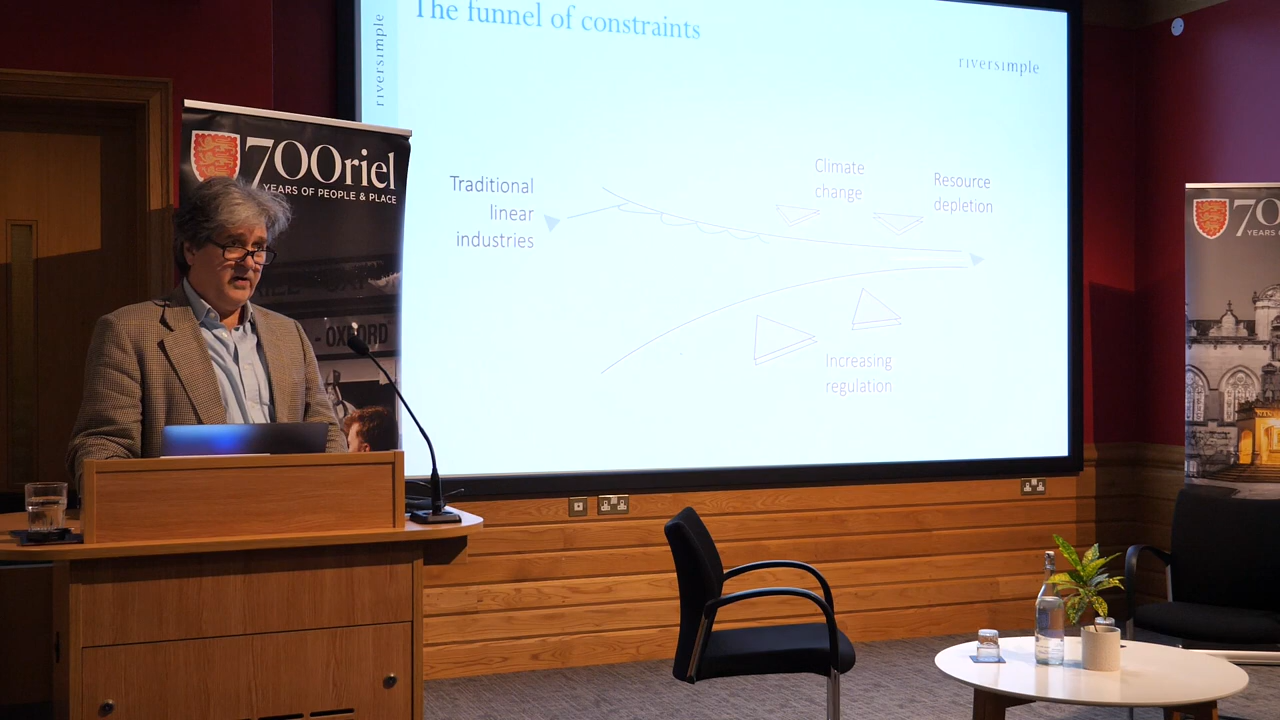 The funnel of constraints
riversimple
riversimple
Traditional
linear
industries
Climate
change
Resource
depletion
Increasing
regulation
700riel
YEARS OF PEOPLE & PLACE
- OXFORD
70
YEARS